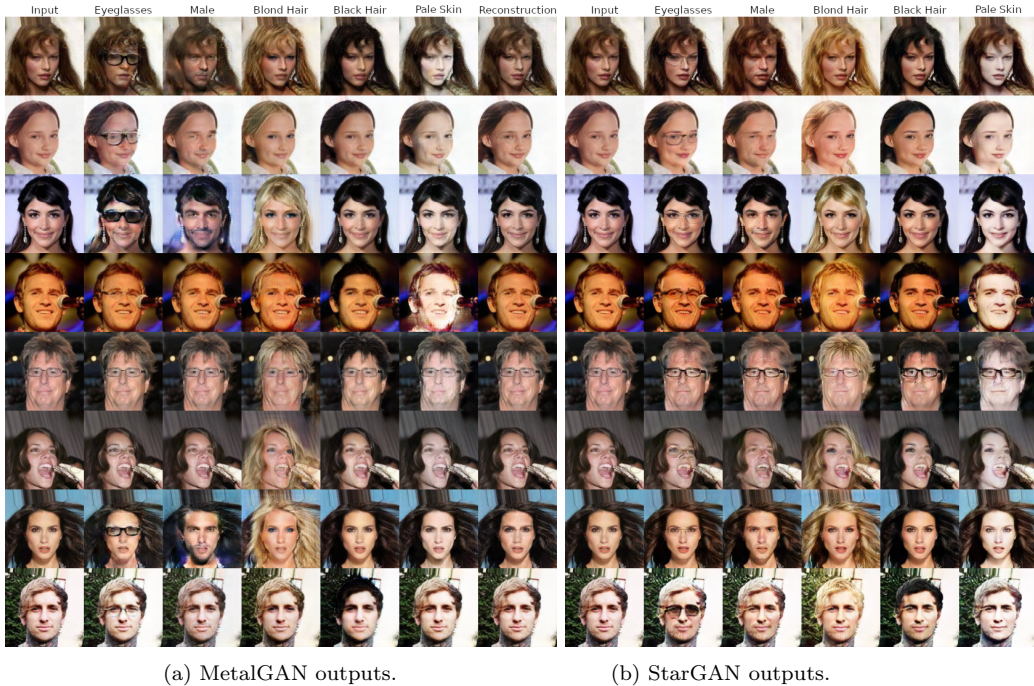 Input Eyeglasses Male Blond Hair Black Hair Pale Skin Reconstruction Input Eyeglasses Male Blond Hair Black Hair Pale Skin
(a) MetalGAN outputs. (b) StarGAN outputs.